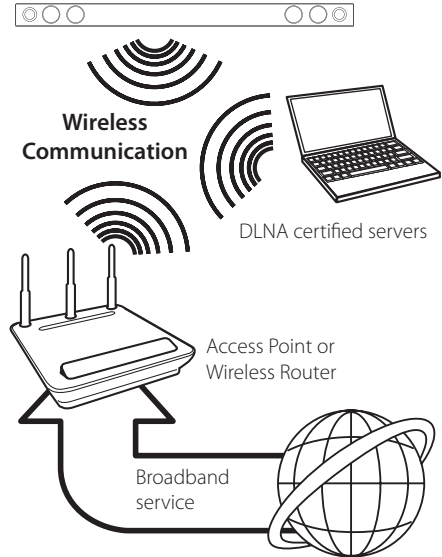 Wireless
Communication
DLNA certified servers
Access Point or
Wireless Router
Broadband
service